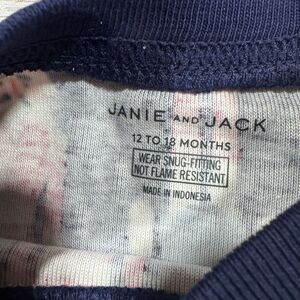 JANIE AND JACK
12 TO 18 MONTHS
WEAR SNUG-FITTING
NOT FLAME RESISTANT
MADE IN INDONESIA